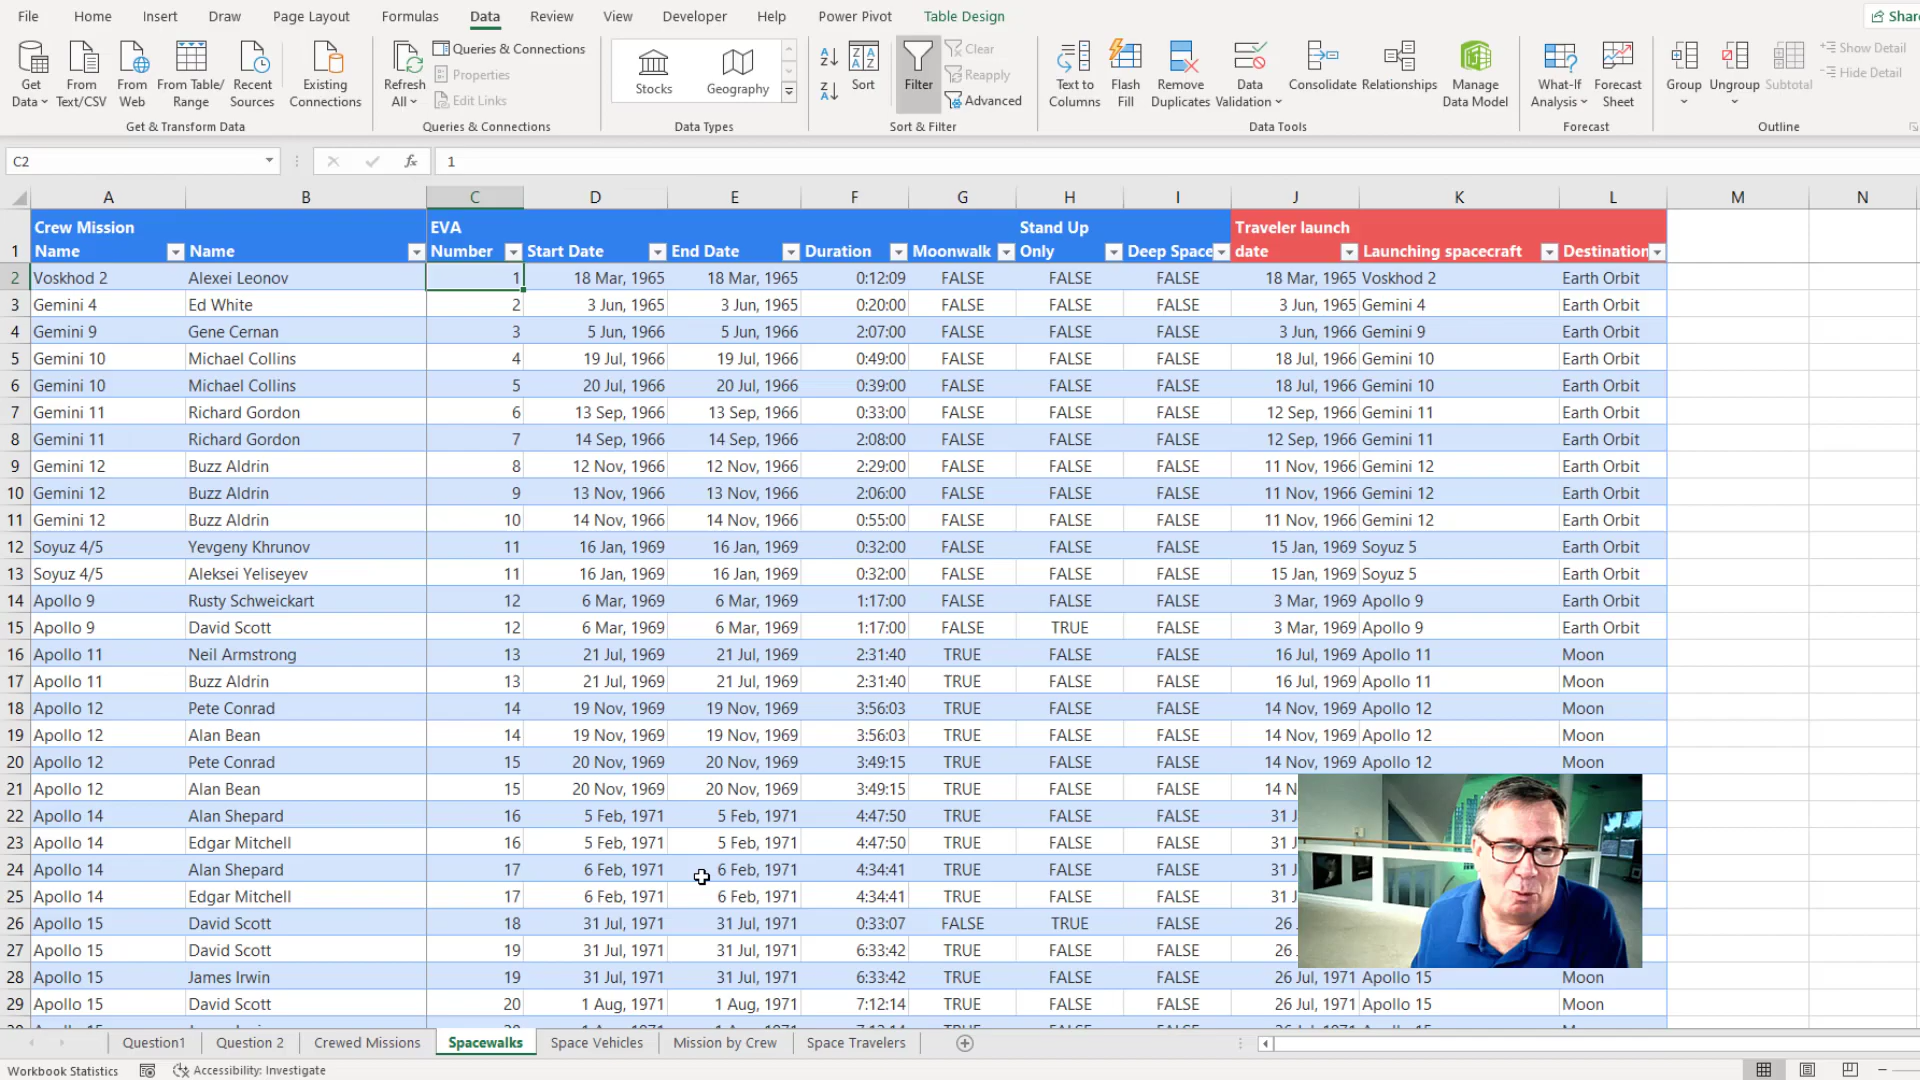 File Home Insert Draw Page Layout Formulas Data Review View Developer Help Power Pivot Table Design Share
Get Data From Text/CSV From Web From Table/Range Recent Sources Existing Connections
Get & Transform Data
Refresh All Queries & Connections Properties Edit Links
Queries & Connections
Stocks Geography
Data Types
Sort Filter Clear Reapply Advanced
Sort & Filter
Text to Columns Flash Fill Remove Duplicates Data Validation Consolidate Relationships Manage Data Model
Data Tools
What-If Analysis Forecast Sheet
Forecast
Group Ungroup Subtotal Show Detail Hide Detail
Outline
C2 fx 1
A B C D E F G H I J K L M N
Crew Mission EVA Stand Up Traveler launch
1 Name Name Number Start Date End Date Duration Moonwalk Only Deep Space date Launching spacecraft Destination
2 Voskhod 2 Alexei Leonov 1 18 Mar, 1965 18 Mar, 1965 0:12:09 FALSE FALSE FALSE 18 Mar, 1965 Voskhod 2 Earth Orbit
3 Gemini 4 Ed White 2 3 Jun, 1965 3 Jun, 1965 0:20:00 FALSE FALSE FALSE 3 Jun, 1965 Gemini 4 Earth Orbit
4 Gemini 9 Gene Cernan 3 5 Jun, 1966 5 Jun, 1966 2:07:00 FALSE FALSE FALSE 3 Jun, 1966 Gemini 9 Earth Orbit
5 Gemini 10 Michael Collins 4 19 Jul, 1966 19 Jul, 1966 0:49:00 FALSE FALSE FALSE 18 Jul, 1966 Gemini 10 Earth Orbit
6 Gemini 10 Michael Collins 5 20 Jul, 1966 20 Jul, 1966 0:39:00 FALSE FALSE FALSE 18 Jul, 1966 Gemini 10 Earth Orbit
7 Gemini 11 Richard Gordon 6 13 Sep, 1966 13 Sep, 1966 0:33:00 FALSE FALSE FALSE 12 Sep, 1966 Gemini 11 Earth Orbit
8 Gemini 11 Richard Gordon 7 14 Sep, 1966 14 Sep, 1966 2:08:00 FALSE FALSE FALSE 12 Sep, 1966 Gemini 11 Earth Orbit
9 Gemini 12 Buzz Aldrin 8 12 Nov, 1966 12 Nov, 1966 2:29:00 FALSE FALSE FALSE 11 Nov, 1966 Gemini 12 Earth Orbit
10 Gemini 12 Buzz Aldrin 9 13 Nov, 1966 13 Nov, 1966 2:06:00 FALSE FALSE FALSE 11 Nov, 1966 Gemini 12 Earth Orbit
11 Gemini 12 Buzz Aldrin 10 14 Nov, 1966 14 Nov, 1966 0:55:00 FALSE FALSE FALSE 11 Nov, 1966 Gemini 12 Earth Orbit
12 Soyuz 4/5 Yevgeny Khrunov 11 16 Jan, 1969 16 Jan, 1969 0:32:00 FALSE FALSE FALSE 15 Jan, 1969 Soyuz 5 Earth Orbit
13 Soyuz 4/5 Aleksei Yeliseyev 11 16 Jan, 1969 16 Jan, 1969 0:32:00 FALSE FALSE FALSE 15 Jan, 1969 Soyuz 5 Earth Orbit
14 Apollo 9 Rusty Schweickart 12 6 Mar, 1969 6 Mar, 1969 1:17:00 FALSE FALSE FALSE 3 Mar, 1969 Apollo 9 Earth Orbit
15 Apollo 9 David Scott 12 6 Mar, 1969 6 Mar, 1969 1:17:00 FALSE TRUE FALSE 3 Mar, 1969 Apollo 9 Earth Orbit
16 Apollo 11 Neil Armstrong 13 21 Jul, 1969 21 Jul, 1969 2:31:40 TRUE FALSE FALSE 16 Jul, 1969 Apollo 11 Moon
17 Apollo 11 Buzz Aldrin 13 21 Jul, 1969 21 Jul, 1969 2:31:40 TRUE FALSE FALSE 16 Jul, 1969 Apollo 11 Moon
18 Apollo 12 Pete Conrad 14 19 Nov, 1969 19 Nov, 1969 3:56:03 TRUE FALSE FALSE 14 Nov, 1969 Apollo 12 Moon
19 Apollo 12 Alan Bean 14 19 Nov, 1969 19 Nov, 1969 3:56:03 TRUE FALSE FALSE 14 Nov, 1969 Apollo 12 Moon
20 Apollo 12 Pete Conrad 15 20 Nov, 1969 20 Nov, 1969 3:49:15 TRUE FALSE FALSE 14 Nov, 1969 Apollo 12 Moon
21 Apollo 12 Alan Bean 15 20 Nov, 1969 20 Nov, 1969 3:49:15 TRUE FALSE FALSE 14 N
22 Apollo 14 Alan Shepard 16 5 Feb, 1971 5 Feb, 1971 4:47:50 TRUE FALSE FALSE 31 J
23 Apollo 14 Edgar Mitchell 16 5 Feb, 1971 5 Feb, 1971 4:47:50 TRUE FALSE FALSE 31 J
24 Apollo 14 Alan Shepard 17 6 Feb, 1971 6 Feb, 1971 4:34:41 TRUE FALSE FALSE 31 J
25 Apollo 14 Edgar Mitchell 17 6 Feb, 1971 6 Feb, 1971 4:34:41 TRUE FALSE FALSE 31 J
26 Apollo 15 David Scott 18 31 Jul, 1971 31 Jul, 1971 0:33:07 FALSE TRUE FALSE 26
27 Apollo 15 David Scott 19 31 Jul, 1971 31 Jul, 1971 6:33:42 TRUE FALSE FALSE 26
28 Apollo 15 James Irwin 19 31 Jul, 1971 31 Jul, 1971 6:33:42 TRUE FALSE FALSE 26 Jul, 1971 Apollo 15 Moon
29 Apollo 15 David Scott 20 1 Aug, 1971 1 Aug, 1971 7:12:14 TRUE FALSE FALSE 26 Jul, 1971 Apollo 15 Moon
Question1 Question 2 Crewed Missions Spacewalks Space Vehicles Mission by Crew Space Travelers
Workbook Statistics Accessibility: Investigate